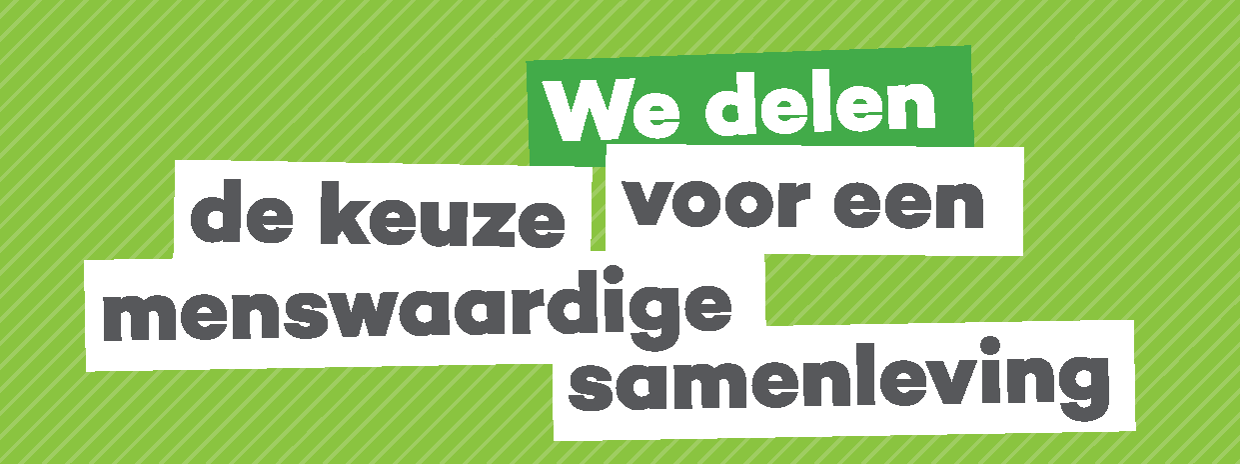 We delen
de keuze voor een
menswaardige
samenleving